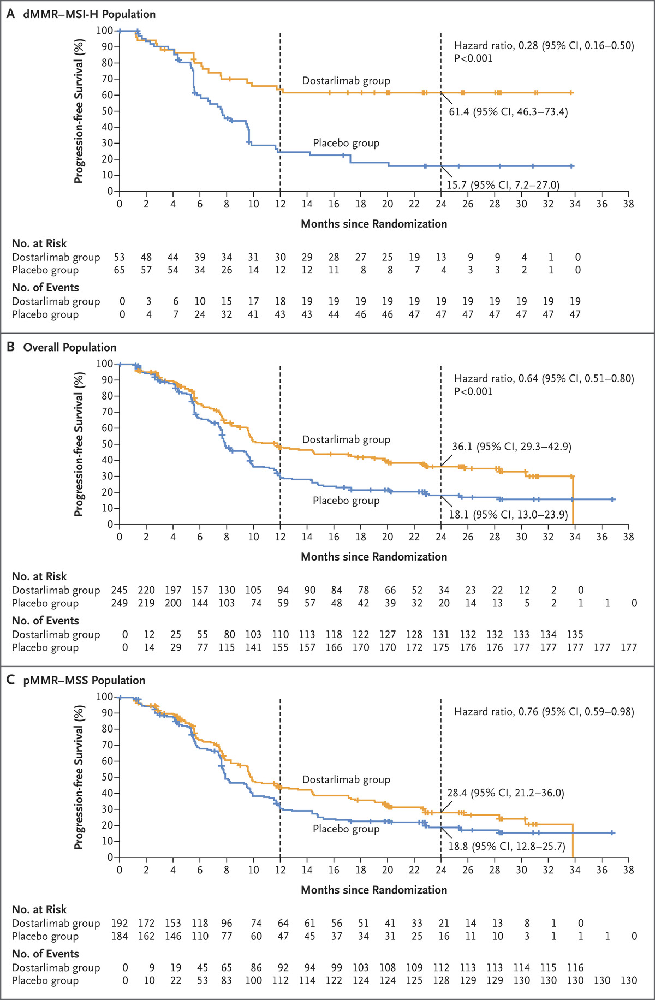 A dMMR–MSI-H Population
100
90
80
70
60
50
40
30
20
10
0
Progression-free Survival (%)
Hazard ratio, 0.28 (95% CI, 0.16–0.50)
P<0.001
Dostarlimab group
61.4 (95% CI, 46.3–73.4)
Placebo group
15.7 (95% CI, 7.2–27.0)
0 2 4 6 8 10 12 14 16 18 20 22 24 26 28 30 32 34 36 38
Months since Randomization
No. at Risk
Dostarlimab group 53 48 44 39 34 31 30 29 28 27 25 19 13 9 9 4 1 0
Placebo group 65 57 54 34 26 14 12 12 11 8 8 7 4 3 3 2 1 0
No. of Events
Dostarlimab group 0 3 6 10 15 17 18 19 19 19 19 19 19 19 19 19 19 19
Placebo group 0 4 7 24 32 41 43 43 44 46 46 47 47 47 47 47 47 47
B Overall Population
100
90
80
70
60
50
40
30
20
10
0
Progression-free Survival (%)
Hazard ratio, 0.64 (95% CI, 0.51–0.80)
P<0.001
Dostarlimab group
36.1 (95% CI, 29.3–42.9)
Placebo group
18.1 (95% CI, 13.0–23.9)
0 2 4 6 8 10 12 14 16 18 20 22 24 26 28 30 32 34 36 38
Months since Randomization
No. at Risk
Dostarlimab group 245 220 197 157 130 105 94 90 84 78 66 52 34 23 22 12 2 0
Placebo group 249 219 200 144 103 74 59 57 48 42 39 32 20 14 13 5 2 1 1 0
No. of Events
Dostarlimab group 0 12 25 55 80 103 110 113 118 122 127 128 131 132 132 133 134 135
Placebo group 0 14 29 77 115 141 155 157 166 170 170 172 175 176 176 177 177 177 177 177
C pMMR–MSS Population
100
90
80
70
60
50
40
30
20
10
0
Progression-free Survival (%)
Hazard ratio, 0.76 (95% CI, 0.59–0.98)
Dostarlimab group
28.4 (95% CI, 21.2–36.0)
Placebo group
18.8 (95% CI, 12.8–25.7)
0 2 4 6 8 10 12 14 16 18 20 22 24 26 28 30 32 34 36 38
Months since Randomization
No. at Risk
Dostarlimab group 192 172 153 118 96 74 64 61 56 51 41 33 21 14 13 8 1 0
Placebo group 184 162 146 110 77 60 47 45 37 34 31 25 16 11 10 3 1 1 1 0
No. of Events
Dostarlimab group 0 9 19 45 65 86 92 94 99 103 108 109 112 113 113 114 115 116
Placebo group 0 10 22 53 83 100 112 114 122 124 124 125 128 129 129 130 130 130 130 130